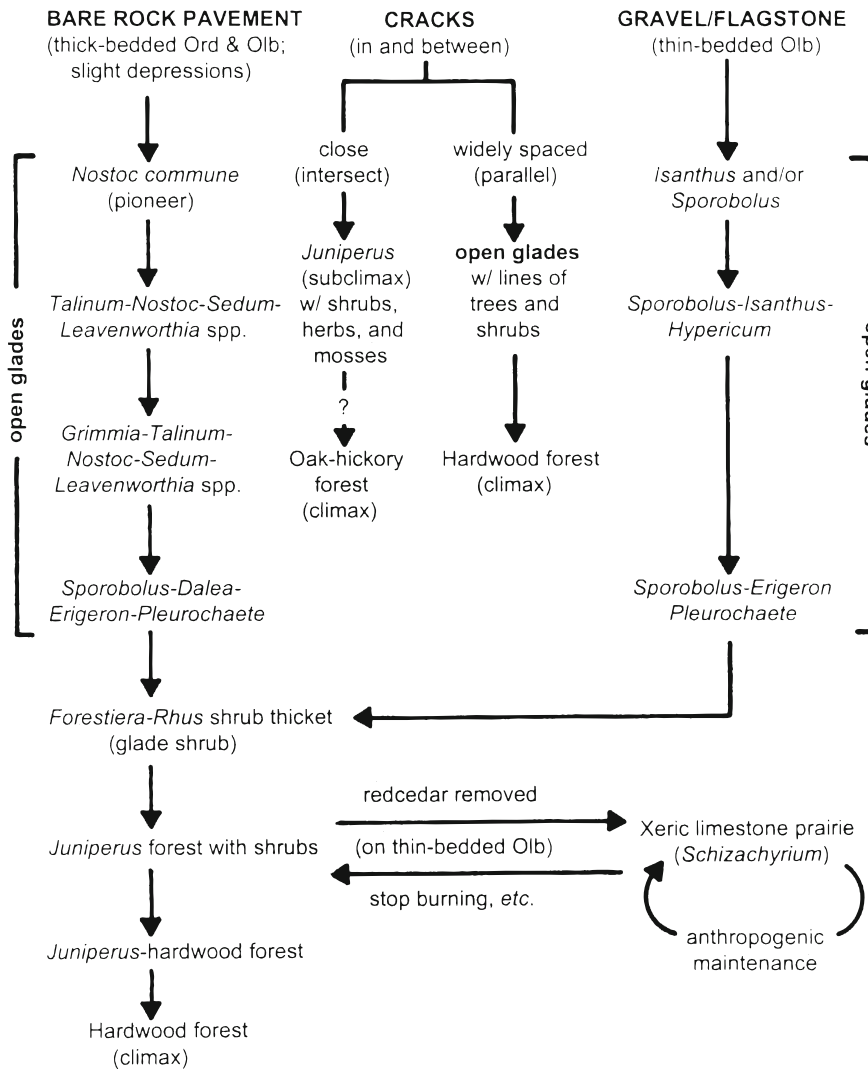 BARE ROCK PAVEMENT
(thick-bedded Ord & Olb;
slight depressions)
Nostoc commune
(pioneer)
Talinum-Nostoc-Sedum-
Leavenworthia spp.
Grimmia-Talinum-
Nostoc-Sedum-
Leavenworthia spp.
Sporobolus-Dalea-
Erigeron-Pleurochaete
open glades
Forestiera-Rhus shrub thicket
(glade shrub)
Juniperus forest with shrubs
Juniperus-hardwood forest
Hardwood forest
(climax)
CRACKS
(in and between)
close
(intersect)
Juniperus
(subclimax)
w/ shrubs,
herbs, and
mosses
?
Oak-hickory
forest
(climax)
widely spaced
(parallel)
open glades
w/ lines of
trees and
shrubs
Hardwood forest
(climax)
GRAVEL/FLAGSTONE
(thin-bedded Olb)
Isanthus and/or
Sporobolus
Sporobolus-Isanthus-
Hypericum
Sporobolus-Erigeron
Pleurochaete
open glades
redcedar removed
(on thin-bedded Olb)
stop burning, etc.
Xeric limestone prairie
(Schizachyrium)
anthropogenic
maintenance